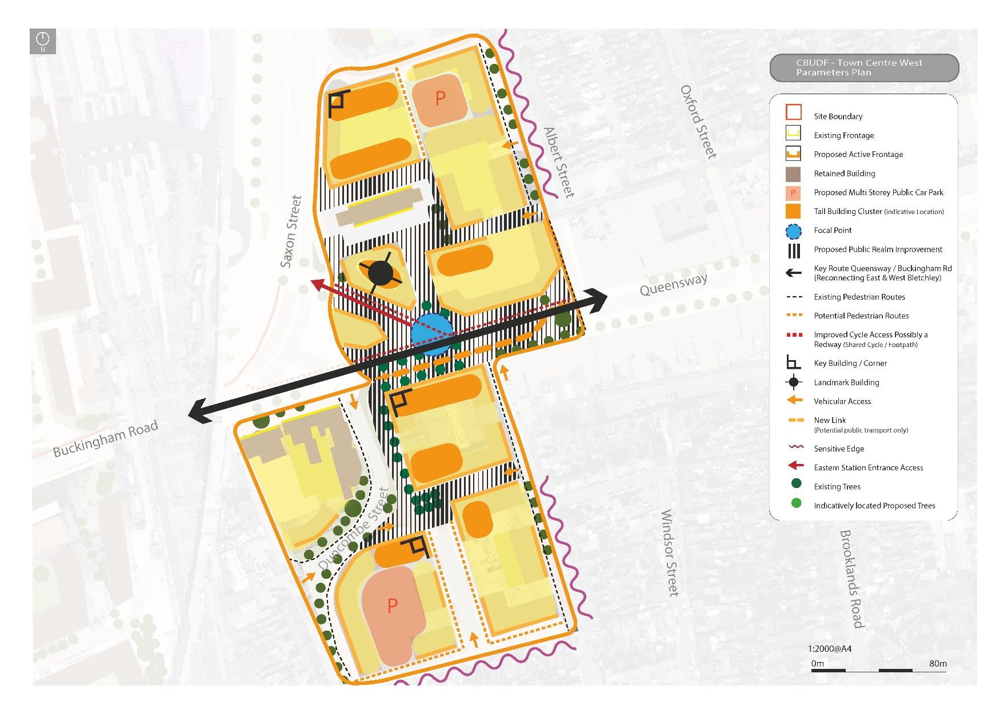 N
CBUDF - Town Centre West
Parameters Plan
Site Boundary
Existing Frontage
Proposed Active Frontage
Retained Building
P
Proposed Multi Storey Public Car Park
Tall Building Cluster (indicative Location)
Focal Point
Proposed Public Realm Improvement
Key Route Queensway / Buckingham Rd
(Reconnecting East & West Bletchley)
Existing Pedestrian Routes
Potential Pedestrian Routes
Improved Cycle Access Possibly a
Redway (Shared Cycle / Footpath)
Key Building / Corner
Landmark Building
Vehicular Access
New Link
(Potential public transport only)
Sensitive Edge
Eastern Station Entrance Access
Existing Trees
Indicatively located Proposed Trees
P
Oxford Street
Albert Street
Saxon Street
Queensway
Buckingham Road
Duncombe Street
Windsor Street
Brooklands Road
P
1:2000@A4
0m
80m